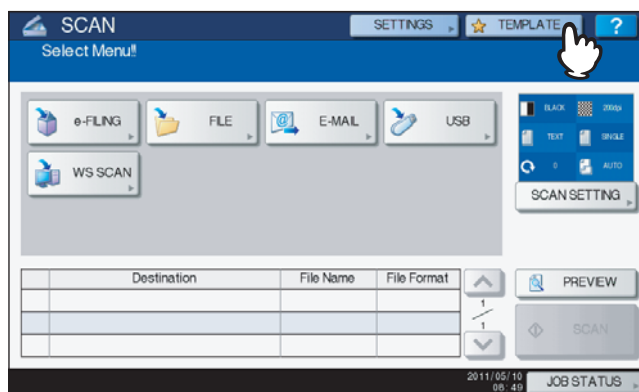 SCAN SETTINGS TEMPLATE ?
Select Menu!!
e-FILING FILE E-MAIL USB
BLACK 200dpi
TEXT SINGLE
0 AUTO
WS SCAN
SCAN SETTING
Destination File Name File Format
PREVIEW
1
1
SCAN
2011/05/10
08:49
JOB STATUS